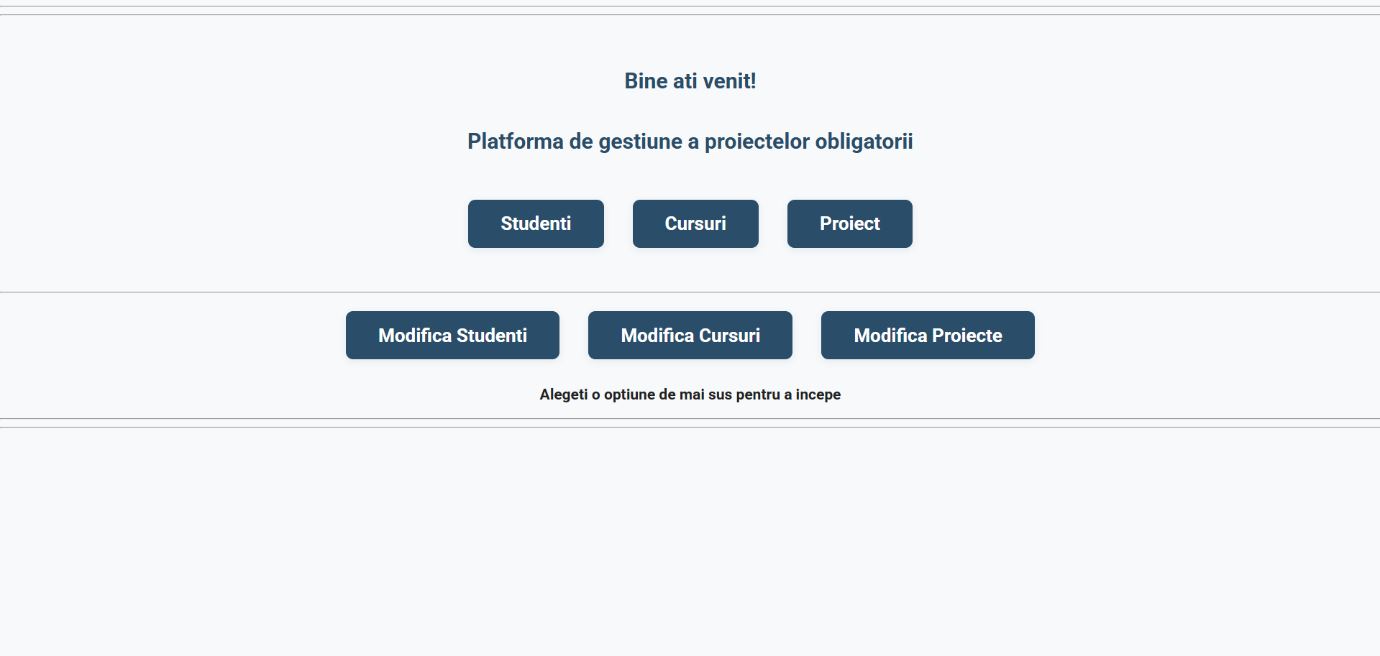 Bine ati venit!
Platforma de gestiune a proiectelor obligatorii
Studenti Cursuri Proiect
Modifica Studenti Modifica Cursuri Modifica Proiecte
Alegeti o optiune de mai sus pentru a incepe